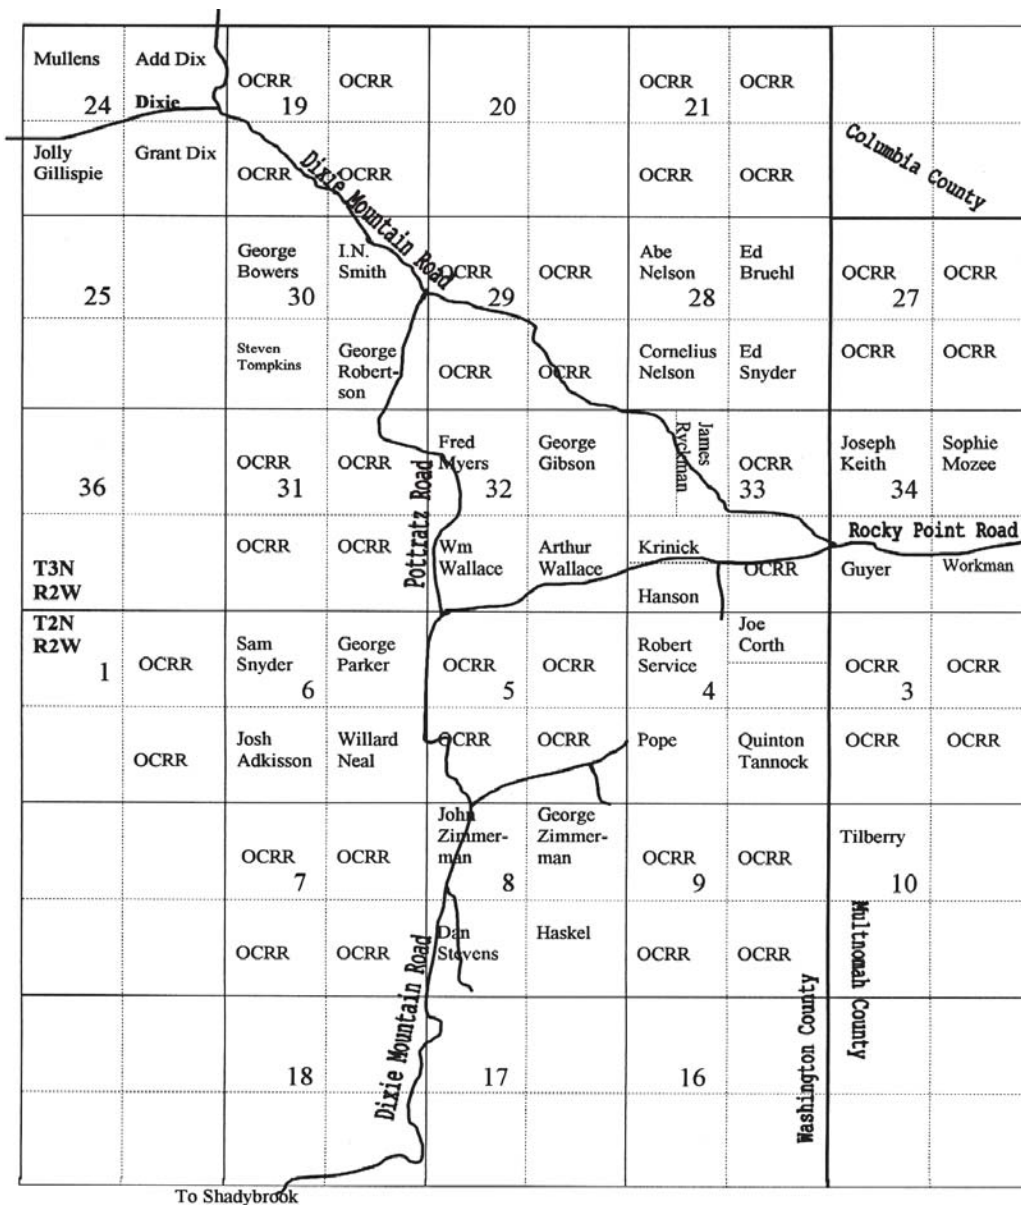 Mullens
Add Dix
OCRR
OCRR
OCRR
OCRR
24
Dixie
19
20
21
Jolly
Gillispie
Grant Dix
OCRR
OCRR
OCRR
OCRR
Columbia County
Dixie Mountain Road
George
Bowers
I.N.
Smith
OCRR
OCRR
Abe
Nelson
Ed
Bruehl
OCRR
OCRR
25
30
29
28
27
Steven
Tompkins
George
Robert-
son
OCRR
OCRR
Cornelius
Nelson
Ed
Snyder
OCRR
OCRR
OCRR
OCRR
Fred
Myers
George
Gibson
James
Ryckman
OCRR
Joseph
Keith
Sophie
Mozee
36
31
32
33
34
Pottratz Road
Rocky Point Road
OCRR
OCRR
Wm
Wallace
Arthur
Wallace
Krinick
Hanson
OCRR
Guyer
Workman
T3N
R2W
T2N
R2W
OCRR
Sam
Snyder
George
Parker
OCRR
OCRR
Robert
Service
Joe
Corth
OCRR
OCRR
1
6
5
4
3
OCRR
Josh
Adkisson
Willard
Neal
OCRR
OCRR
Pope
Quinton
Tannock
OCRR
OCRR
OCRR
OCRR
John
Zimmer-
man
George
Zimmer-
man
OCRR
OCRR
Tilberry
7
8
9
10
OCRR
OCRR
Dan
Stevens
Haskel
OCRR
OCRR
Dixie Mountain Road
Washington County
Multnomah County
18
17
16
To Shadybrook